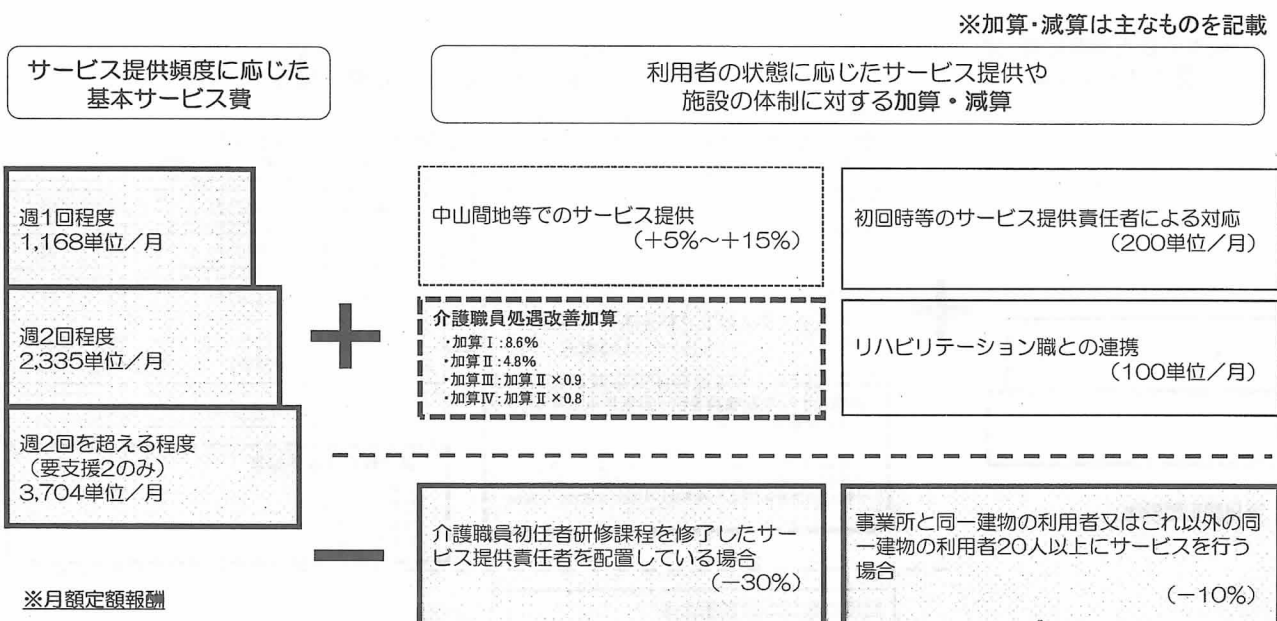 ※加算・減算は主なものを記載
サービス提供頻度に応じた
基本サービス費
利用者の状態に応じたサービス提供や
施設の体制に対する加算・減算
週1回程度
1,168単位/月
週2回程度
2,335単位/月
週2回を超える程度
(要支援2のみ)
3,704単位/月
※月額定額報酬
+
中山間地等でのサービス提供
(+5%~+15%)
初回時等のサービス提供責任者による対応
(200単位/月)
介護職員処遇改善加算
・加算Ⅰ:8.6%
・加算Ⅱ:4.8%
・加算Ⅲ:加算Ⅱ×0.9
・加算Ⅳ:加算Ⅱ×0.8
リハビリテーション職との連携
(100単位/月)
−
介護職員初任者研修課程を修了したサー
ビス提供責任者を配置している場合
(−30%)
事業所と同一建物の利用者又はこれ以外の同
一建物の利用者20人以上にサービスを行う
場合
(−10%)